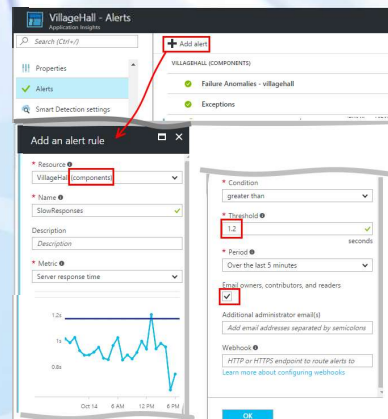 VillageHall - Alerts
Application Insights
Search (Ctrl+/)
Add alert
Properties
VILLAGEHALL (COMPONENTS)
Alerts
Failure Anomalies - villagehall
Smart Detection settings
Exceptions
Add an alert rule
* Resource
VillageHall (components)
* Name
SlowResponses
Description
Description
* Metric
Server response time
1.2s
1s
0.8s
Oct 14 6 AM 12 PM 6 PM
* Condition
greater than
* Threshold
1.2
seconds
* Period
Over the last 5 minutes
Email owners, contributors, and readers
Additional administrator email(s)
Add email addresses separated by semicolons
Webhook
HTTP or HTTPS endpoint to route alerts to
Learn more about configuring webhooks
OK